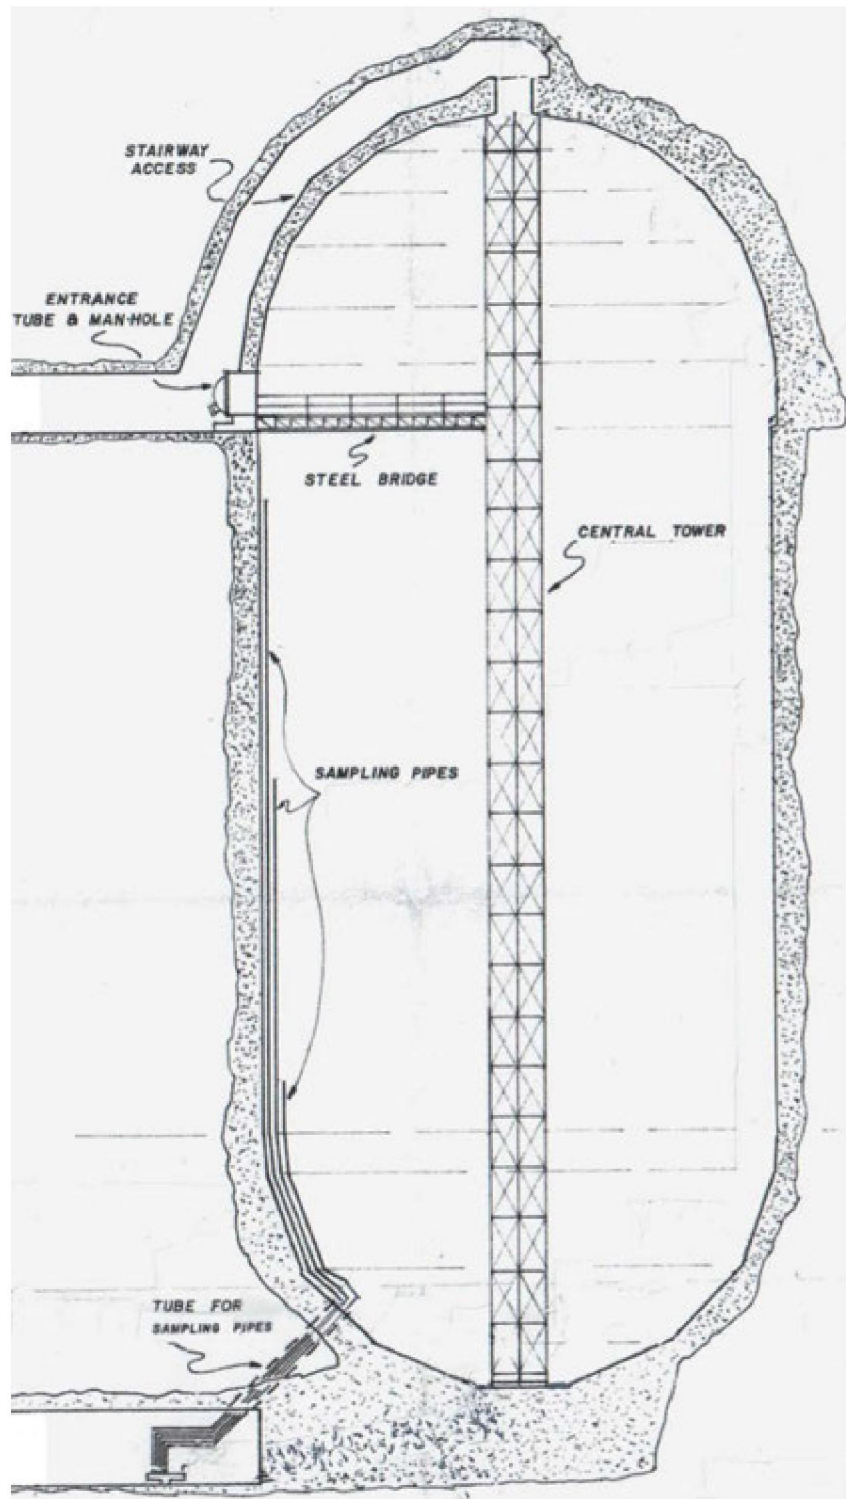 STAIRWAY
ACCESS
ENTRANCE
TUBE & MAN-HOLE
STEEL BRIDGE
CENTRAL TOWER
SAMPLING PIPES
TUBE FOR
SAMPLING PIPES